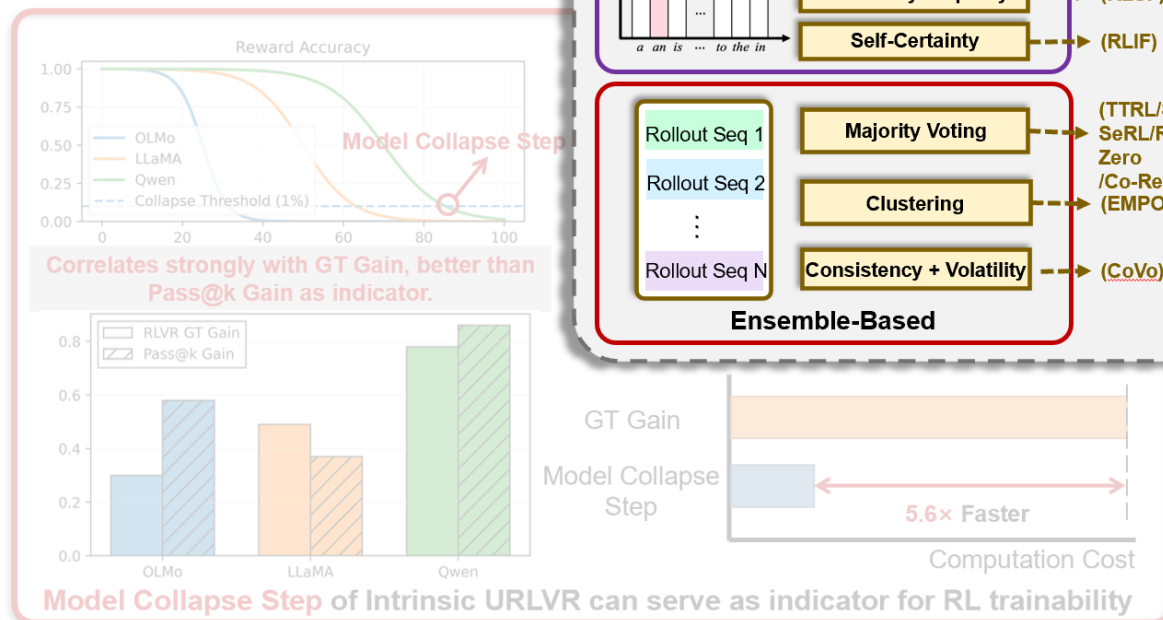 Reward Accuracy
1.00
0.75
0.50
0.25
0.00
OLMo
LLaMA
Qwen
Collapse Threshold (1%)
Model Collapse Step
0 20 40 60 80 100
Correlates strongly with GT Gain, better than
Pass@k Gain as indicator.
RLVR GT Gain
Pass@k Gain
0.8
0.6
0.4
0.2
0.0
OLMo LLaMA Qwen
...
a an is ... to the in
Self-Certainty
(RLIF)
Rollout Seq 1
Rollout Seq 2
⋮
Rollout Seq N
Majority Voting
(TTRL/
SeRL/
Zero
/Co-Re
Clustering
(EMPO
Consistency + Volatility
(CoVo)
Ensemble-Based
GT Gain
Model Collapse
Step
5.6× Faster
Computation Cost
Model Collapse Step of Intrinsic URLVR can serve as indicator for RL trainability